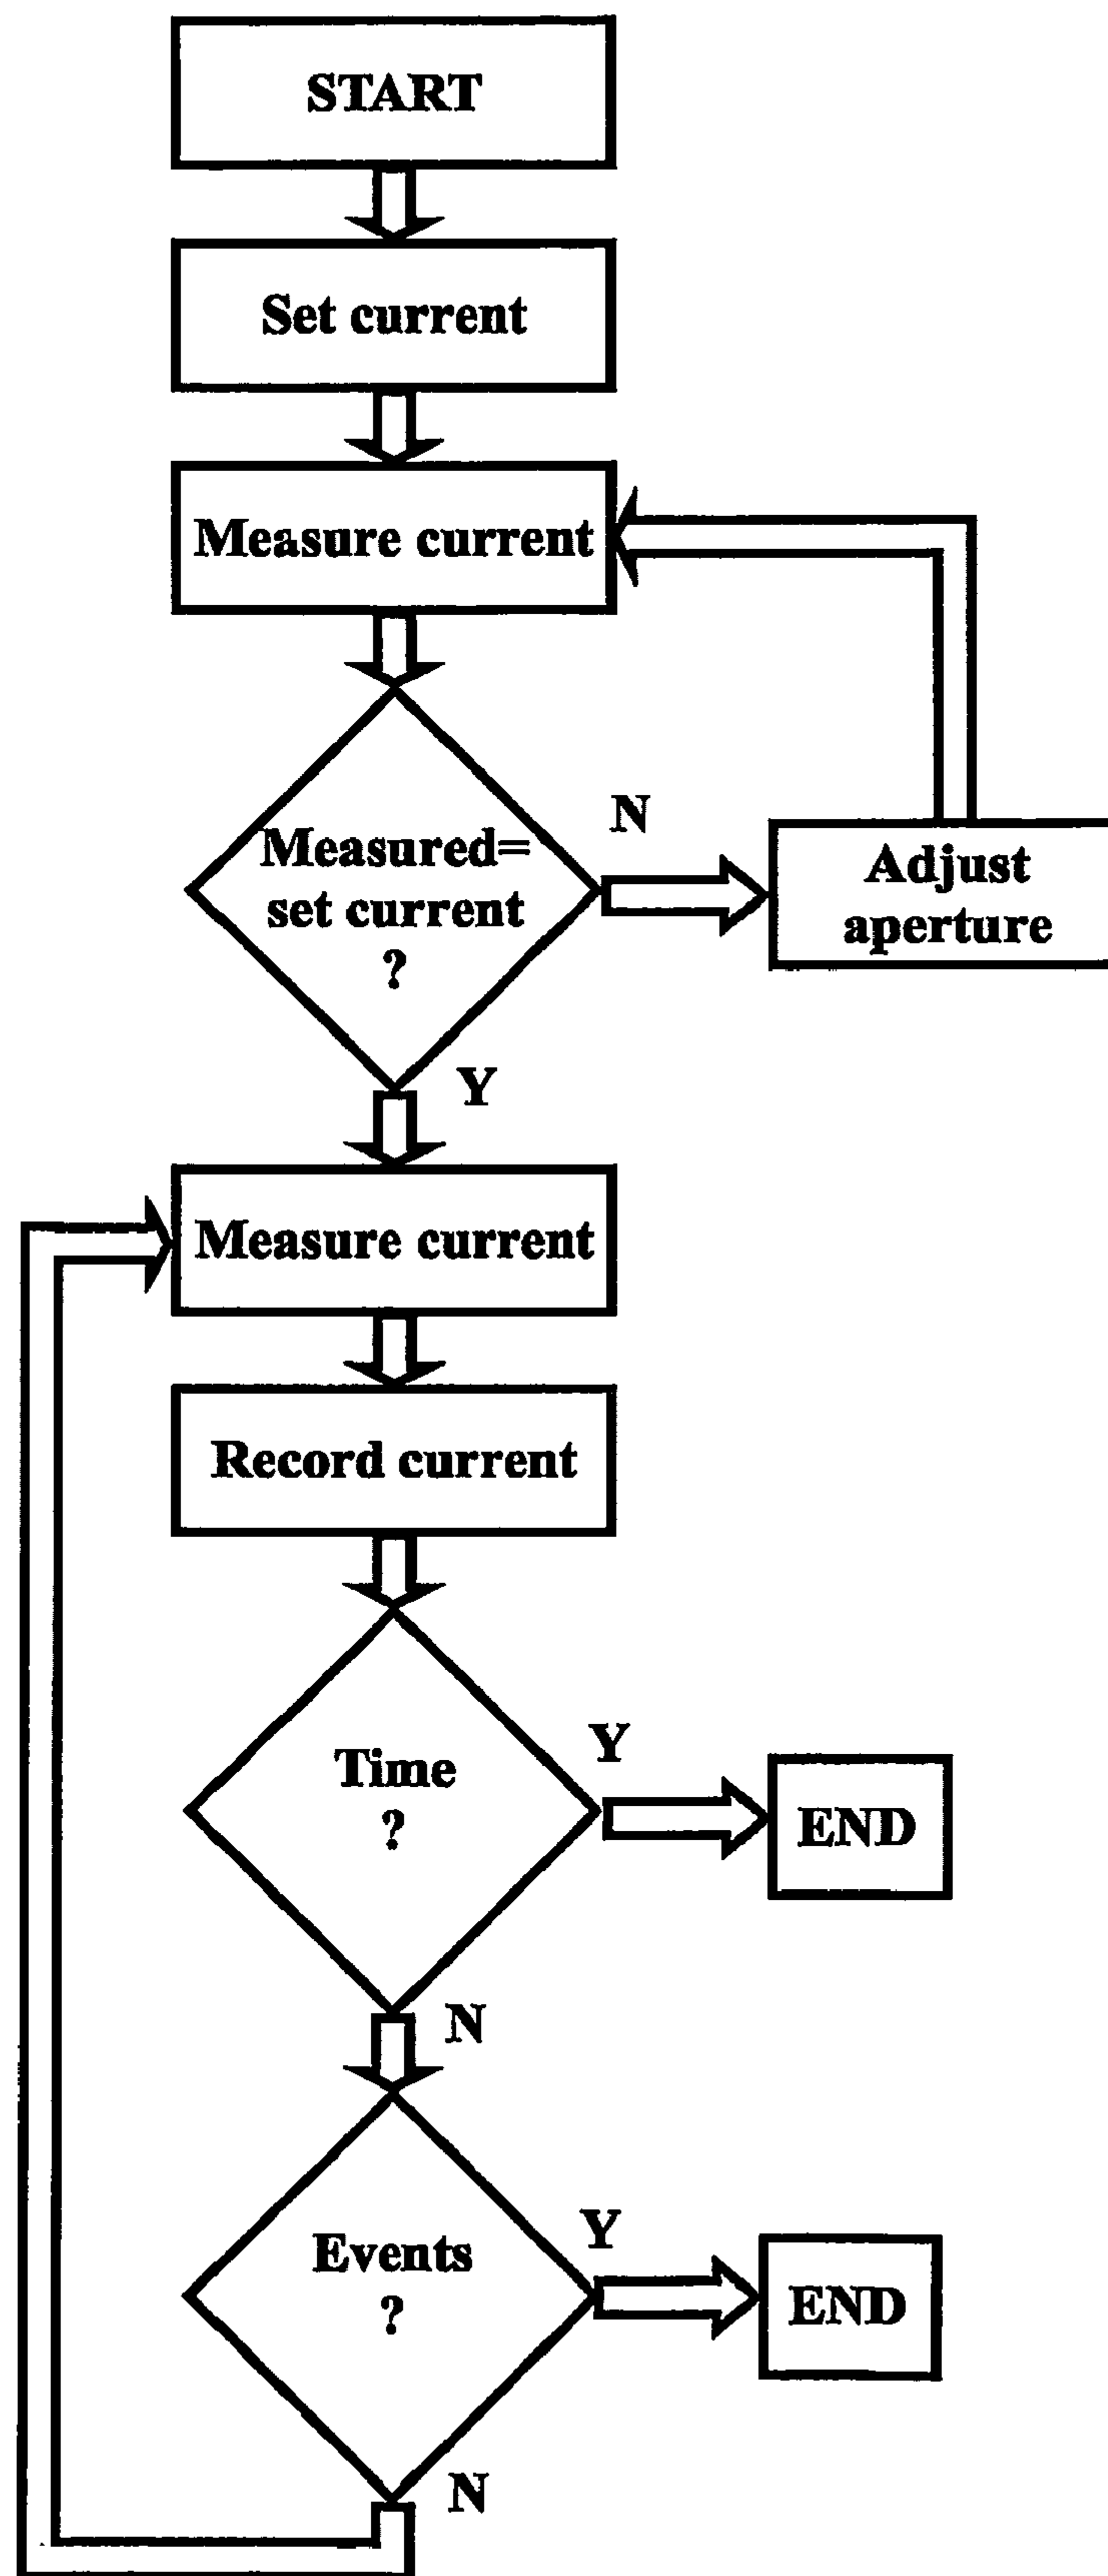 START
Set current
Measure current
Measured=
set current
?
N
Adjust
aperture
Y
Measure current
Record current
Time
?
Y
END
N
Events
?
Y
END
N